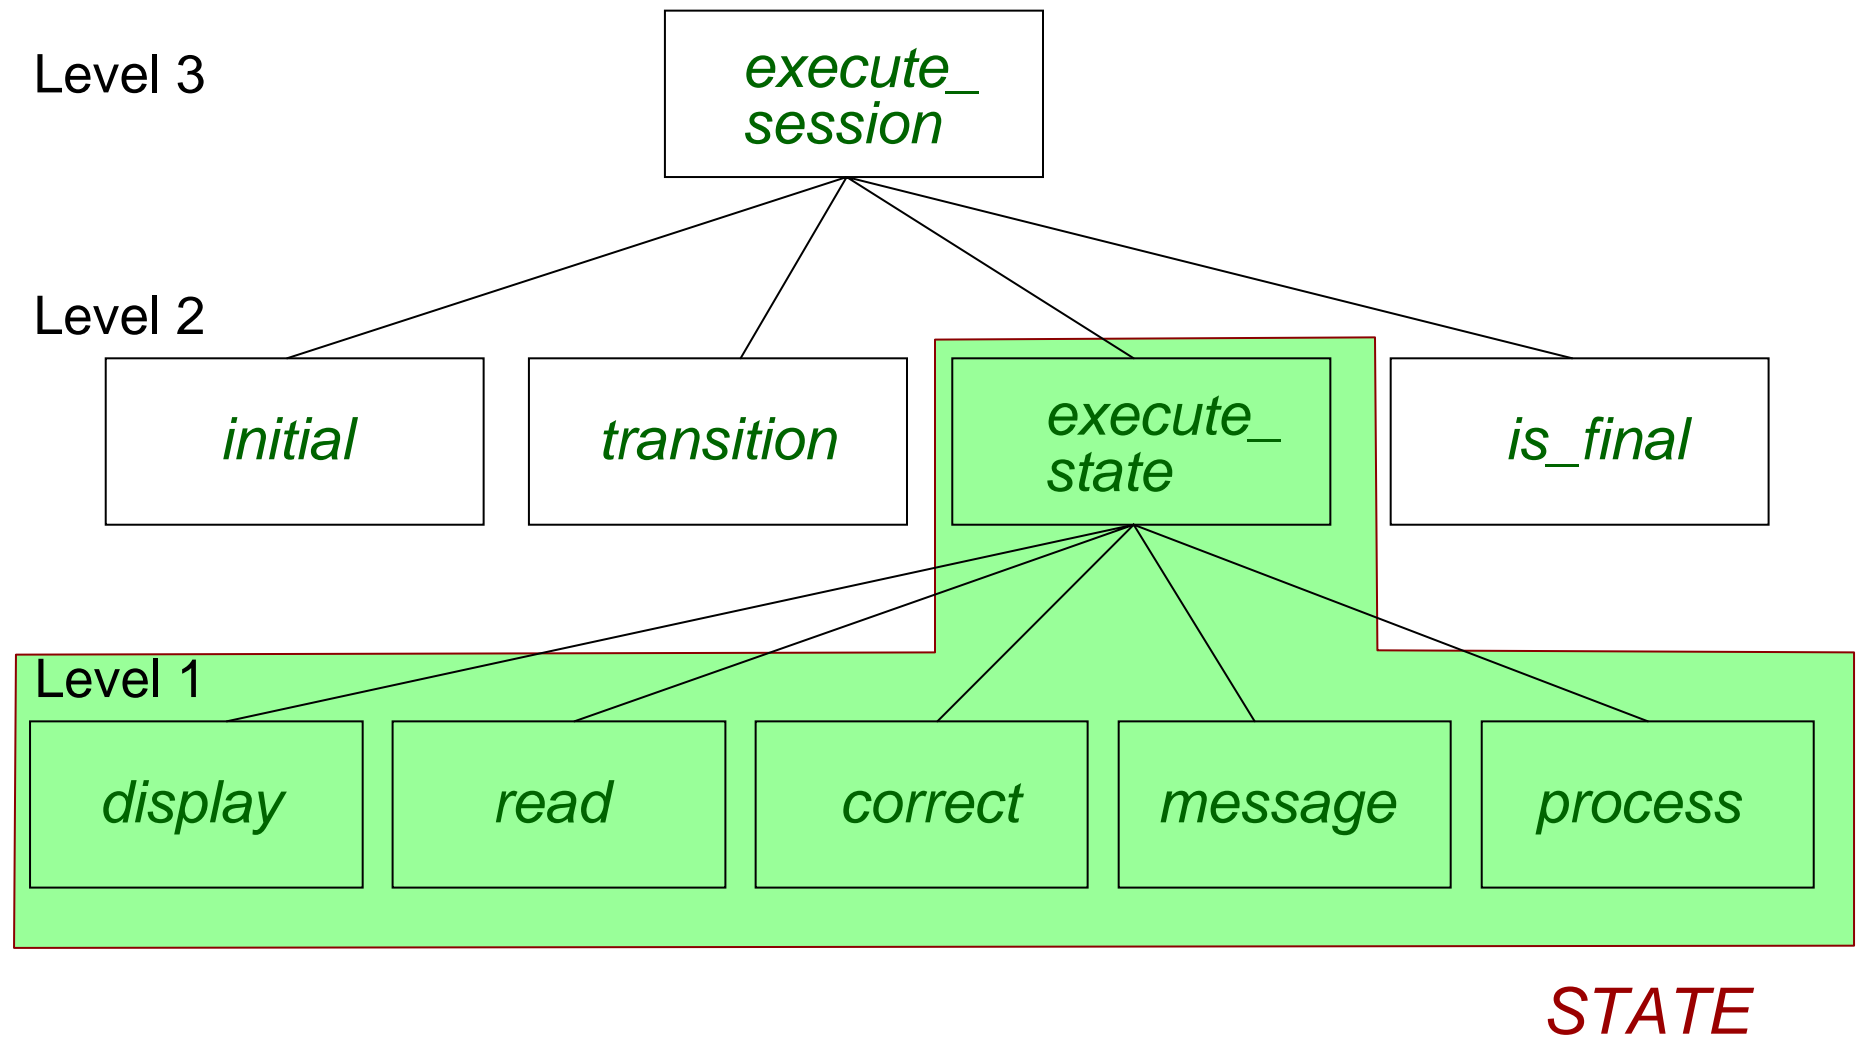 Level 3
execute_
session
Level 2
initial
transition
execute_
state
is_final
Level 1
display
read
correct
message
process
STATE